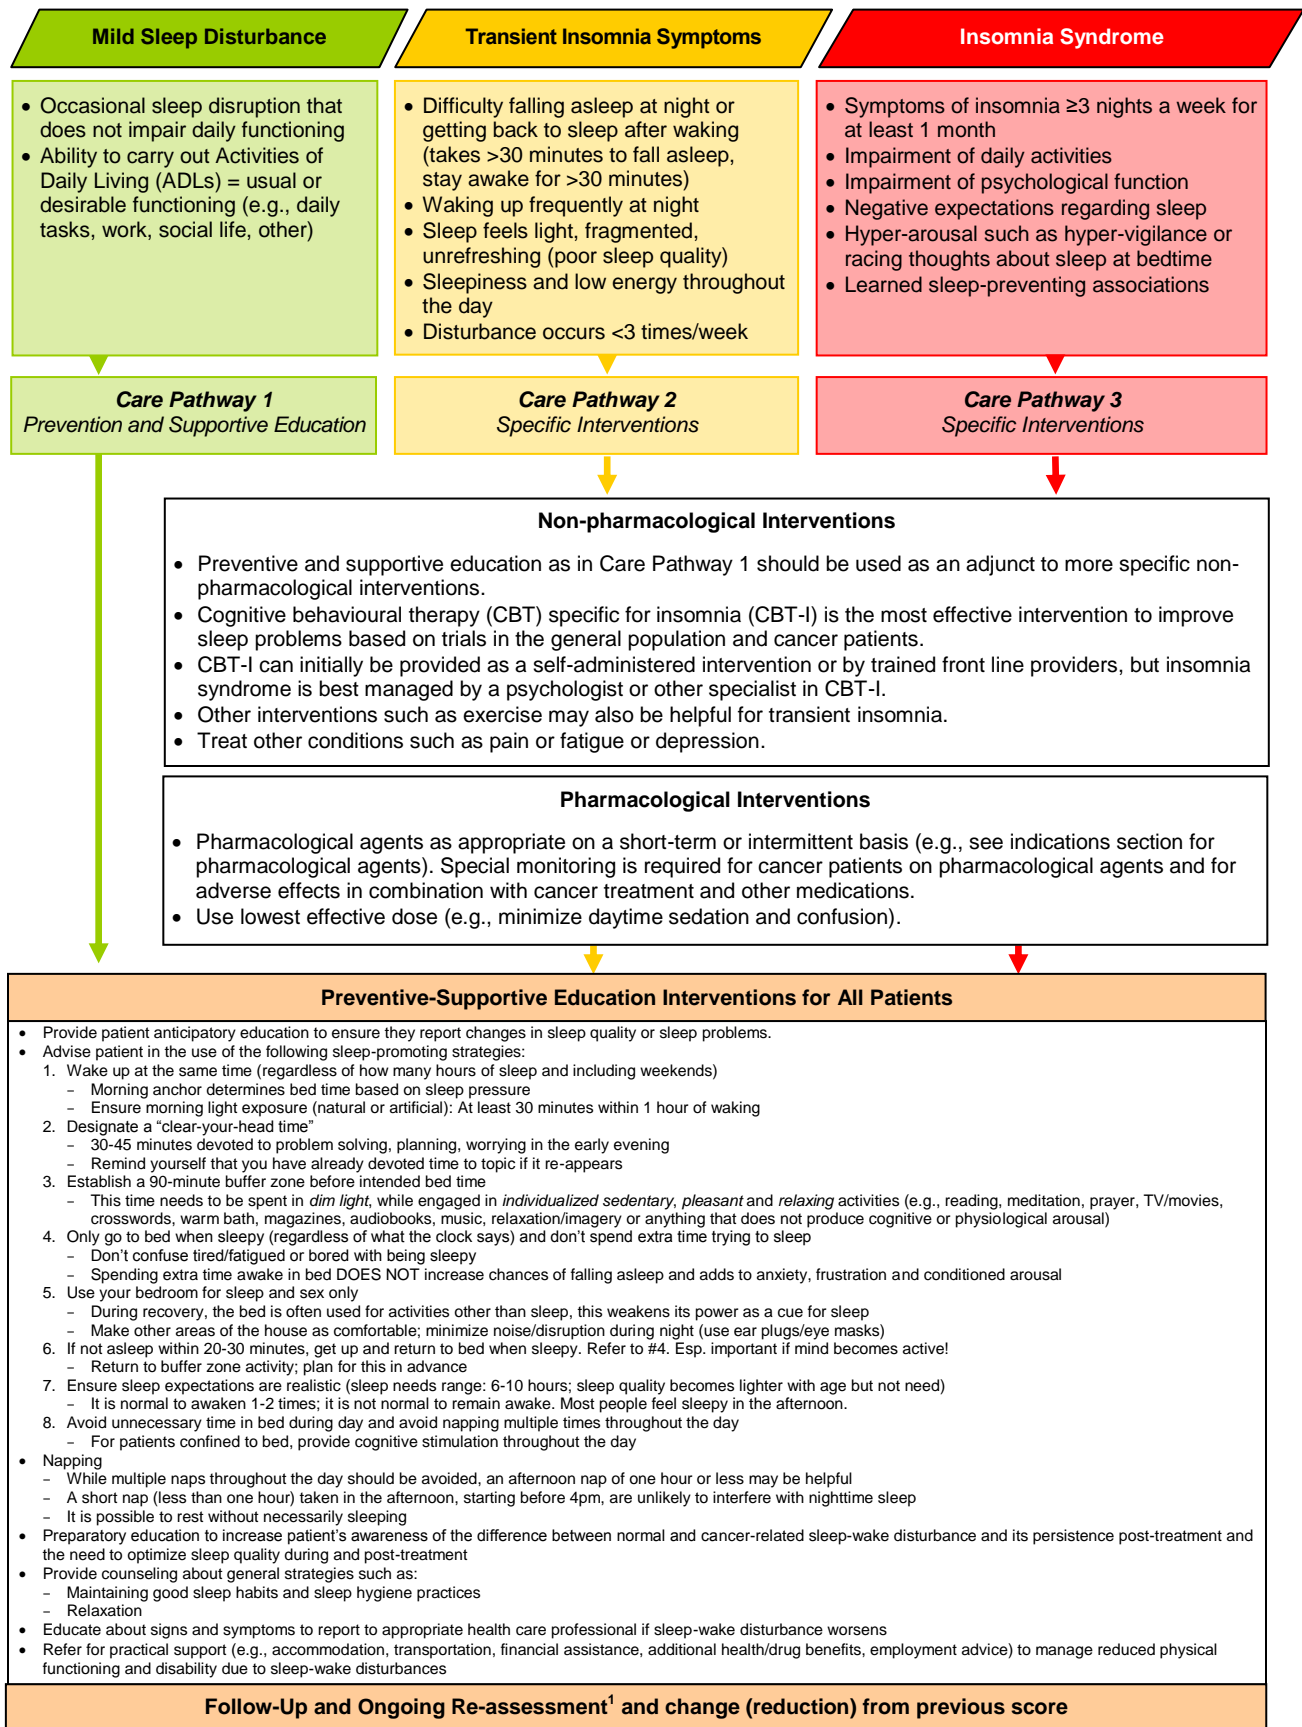 Mild Sleep Disturbance
Transient Insomnia Symptoms
Insomnia Syndrome
• Occasional sleep disruption that
does not impair daily functioning
• Ability to carry out Activities of
Daily Living (ADLs) = usual or
desirable functioning (e.g., daily
tasks, work, social life, other)
• Difficulty falling asleep at night or
getting back to sleep after waking
(takes >30 minutes to fall asleep,
stay awake for >30 minutes)
• Waking up frequently at night
• Sleep feels light, fragmented,
unrefreshing (poor sleep quality)
• Sleepiness and low energy throughout
the day
• Disturbance occurs <3 times/week
• Symptoms of insomnia ≥3 nights a week for
at least 1 month
• Impairment of daily activities
• Impairment of psychological function
• Negative expectations regarding sleep
• Hyper-arousal such as hyper-vigilance or
racing thoughts about sleep at bedtime
• Learned sleep-preventing associations
Care Pathway 1
Prevention and Supportive Education
Care Pathway 2
Specific Interventions
Care Pathway 3
Specific Interventions
Non-pharmacological Interventions
• Preventive and supportive education as in Care Pathway 1 should be used as an adjunct to more specific non-
pharmacological interventions.
• Cognitive behavioural therapy (CBT) specific for insomnia (CBT-I) is the most effective intervention to improve
sleep problems based on trials in the general population and cancer patients.
• CBT-I can initially be provided as a self-administered intervention or by trained front line providers, but insomnia
syndrome is best managed by a psychologist or other specialist in CBT-I.
• Other interventions such as exercise may also be helpful for transient insomnia.
• Treat other conditions such as pain or fatigue or depression.
Pharmacological Interventions
• Pharmacological agents as appropriate on a short-term or intermittent basis (e.g., see indications section for
pharmacological agents). Special monitoring is required for cancer patients on pharmacological agents and for
adverse effects in combination with cancer treatment and other medications.
• Use lowest effective dose (e.g., minimize daytime sedation and confusion).
Preventive-Supportive Education Interventions for All Patients
• Provide patient anticipatory education to ensure they report changes in sleep quality or sleep problems.
• Advise patient in the use of the following sleep-promoting strategies:
1. Wake up at the same time (regardless of how many hours of sleep and including weekends)
– Morning anchor determines bed time based on sleep pressure
– Ensure morning light exposure (natural or artificial): At least 30 minutes within 1 hour of waking
2. Designate a “clear-your-head time”
– 30-45 minutes devoted to problem solving, planning, worrying in the early evening
– Remind yourself that you have already devoted time to topic if it re-appears
3. Establish a 90-minute buffer zone before intended bed time
– This time needs to be spent in dim light, while engaged in individualized sedentary, pleasant and relaxing activities (e.g., reading, meditation, prayer, TV/movies,
crosswords, warm bath, magazines, audiobooks, music, relaxation/imagery or anything that does not produce cognitive or physiological arousal)
4. Only go to bed when sleepy (regardless of what the clock says) and don’t spend extra time trying to sleep
– Don’t confuse tired/fatigued or bored with being sleepy
– Spending extra time awake in bed DOES NOT increase chances of falling asleep and adds to anxiety, frustration and conditioned arousal
5. Use your bedroom for sleep and sex only
– During recovery, the bed is often used for activities other than sleep, this weakens its power as a cue for sleep
– Make other areas of the house as comfortable; minimize noise/disruption during night (use ear plugs/eye masks)
6. If not asleep within 20-30 minutes, get up and return to bed when sleepy. Refer to #4. Esp. important if mind becomes active!
– Return to buffer zone activity; plan for this in advance
7. Ensure sleep expectations are realistic (sleep needs range: 6-10 hours; sleep quality becomes lighter with age but not need)
– It is normal to awaken 1-2 times; it is not normal to remain awake. Most people feel sleepy in the afternoon.
8. Avoid unnecessary time in bed during day and avoid napping multiple times throughout the day
– For patients confined to bed, provide cognitive stimulation throughout the day
• Napping
– While multiple naps throughout the day should be avoided, an afternoon nap of one hour or less may be helpful
– A short nap (less than one hour) taken in the afternoon, starting before 4pm, are unlikely to interfere with nighttime sleep
– It is possible to rest without necessarily sleeping
• Preparatory education to increase patient’s awareness of the difference between normal and cancer-related sleep-wake disturbance and its persistence post-treatment and
the need to optimize sleep quality during and post-treatment
• Provide counseling about general strategies such as:
– Maintaining good sleep habits and sleep hygiene practices
– Relaxation
• Educate about signs and symptoms to report to appropriate health care professional if sleep-wake disturbance worsens
• Refer for practical support (e.g., accommodation, transportation, financial assistance, additional health/drug benefits, employment advice) to manage reduced physical
functioning and disability due to sleep-wake disturbances
Follow-Up and Ongoing Re-assessment¹ and change (reduction) from previous score